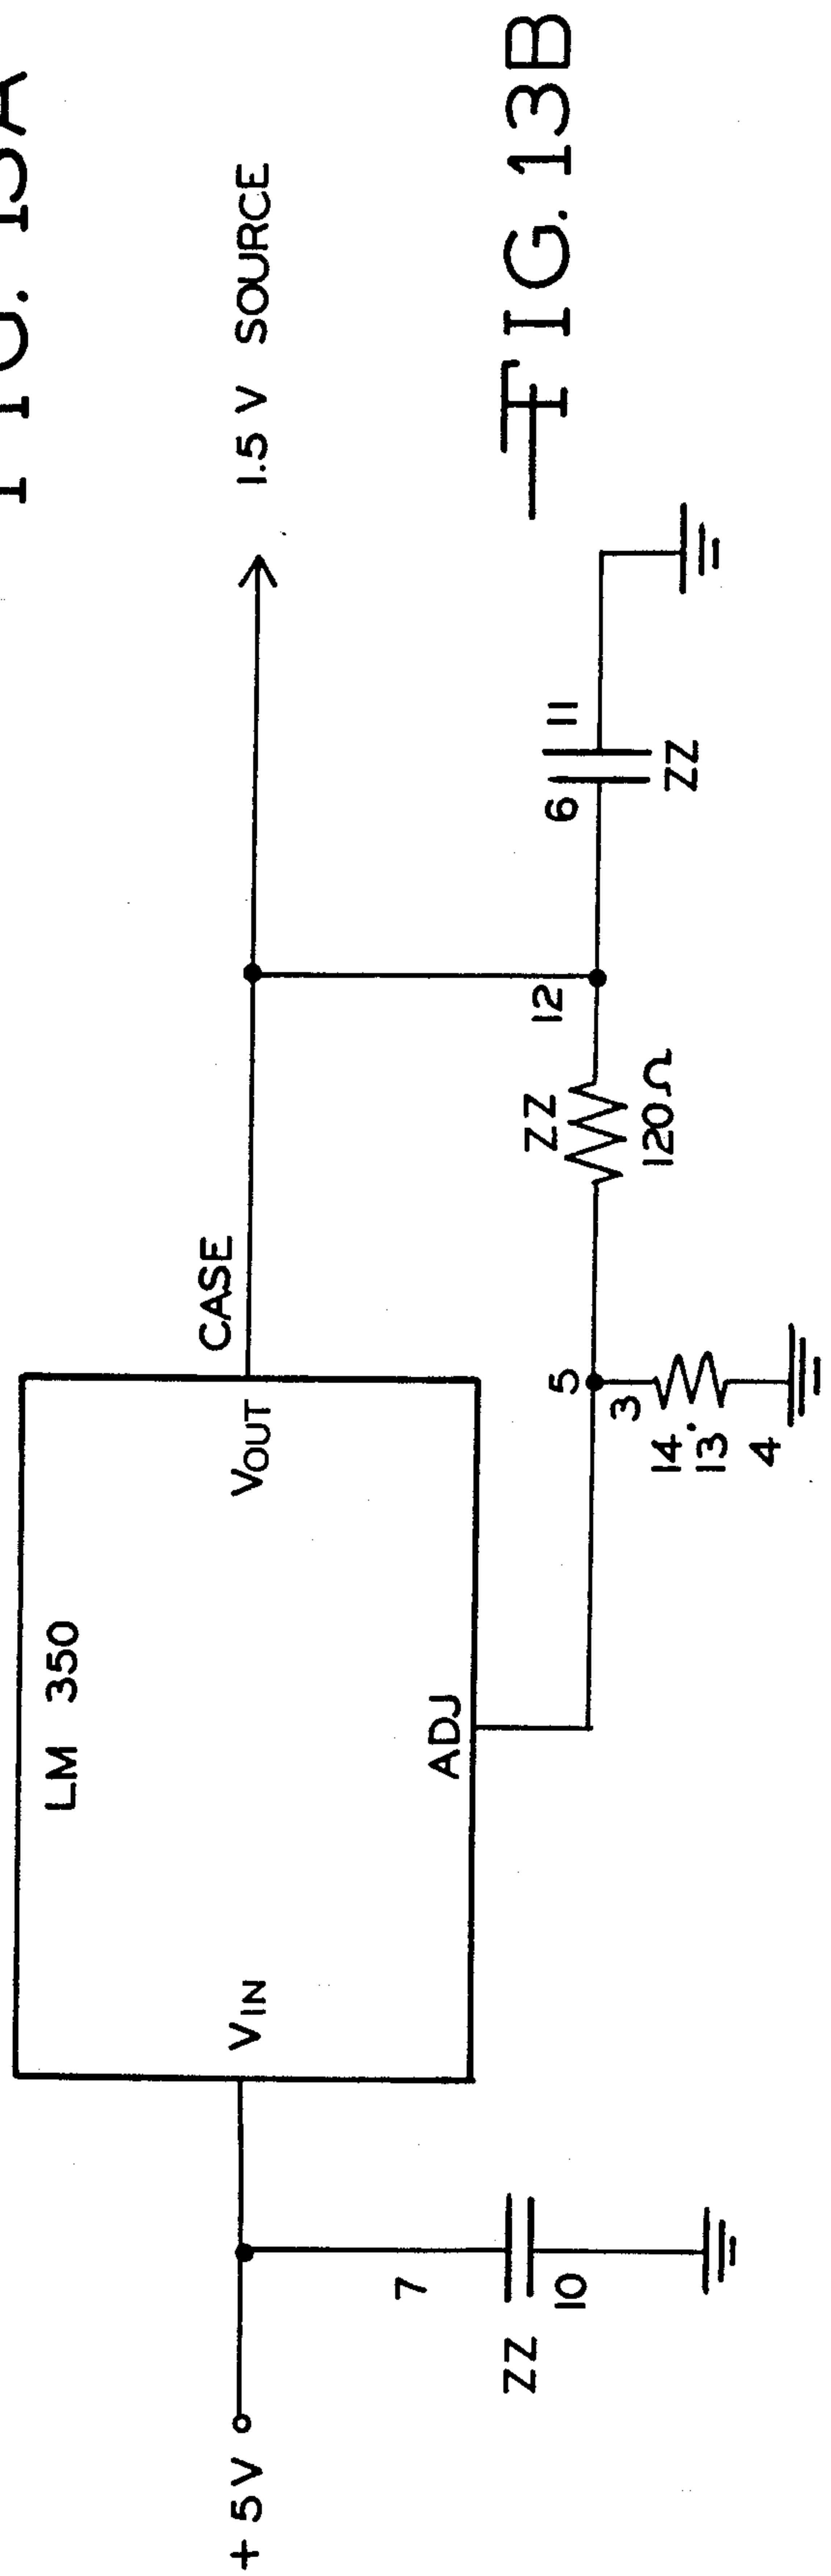 FIG. 13A
LM 350
CASE
+5V
VIN
VOUT
1.5 V SOURCE
ADJ
7
ZZ
10
5
3
14.
13
4
ZZ
120Ω
12
6
11
ZZ
FIG. 13B